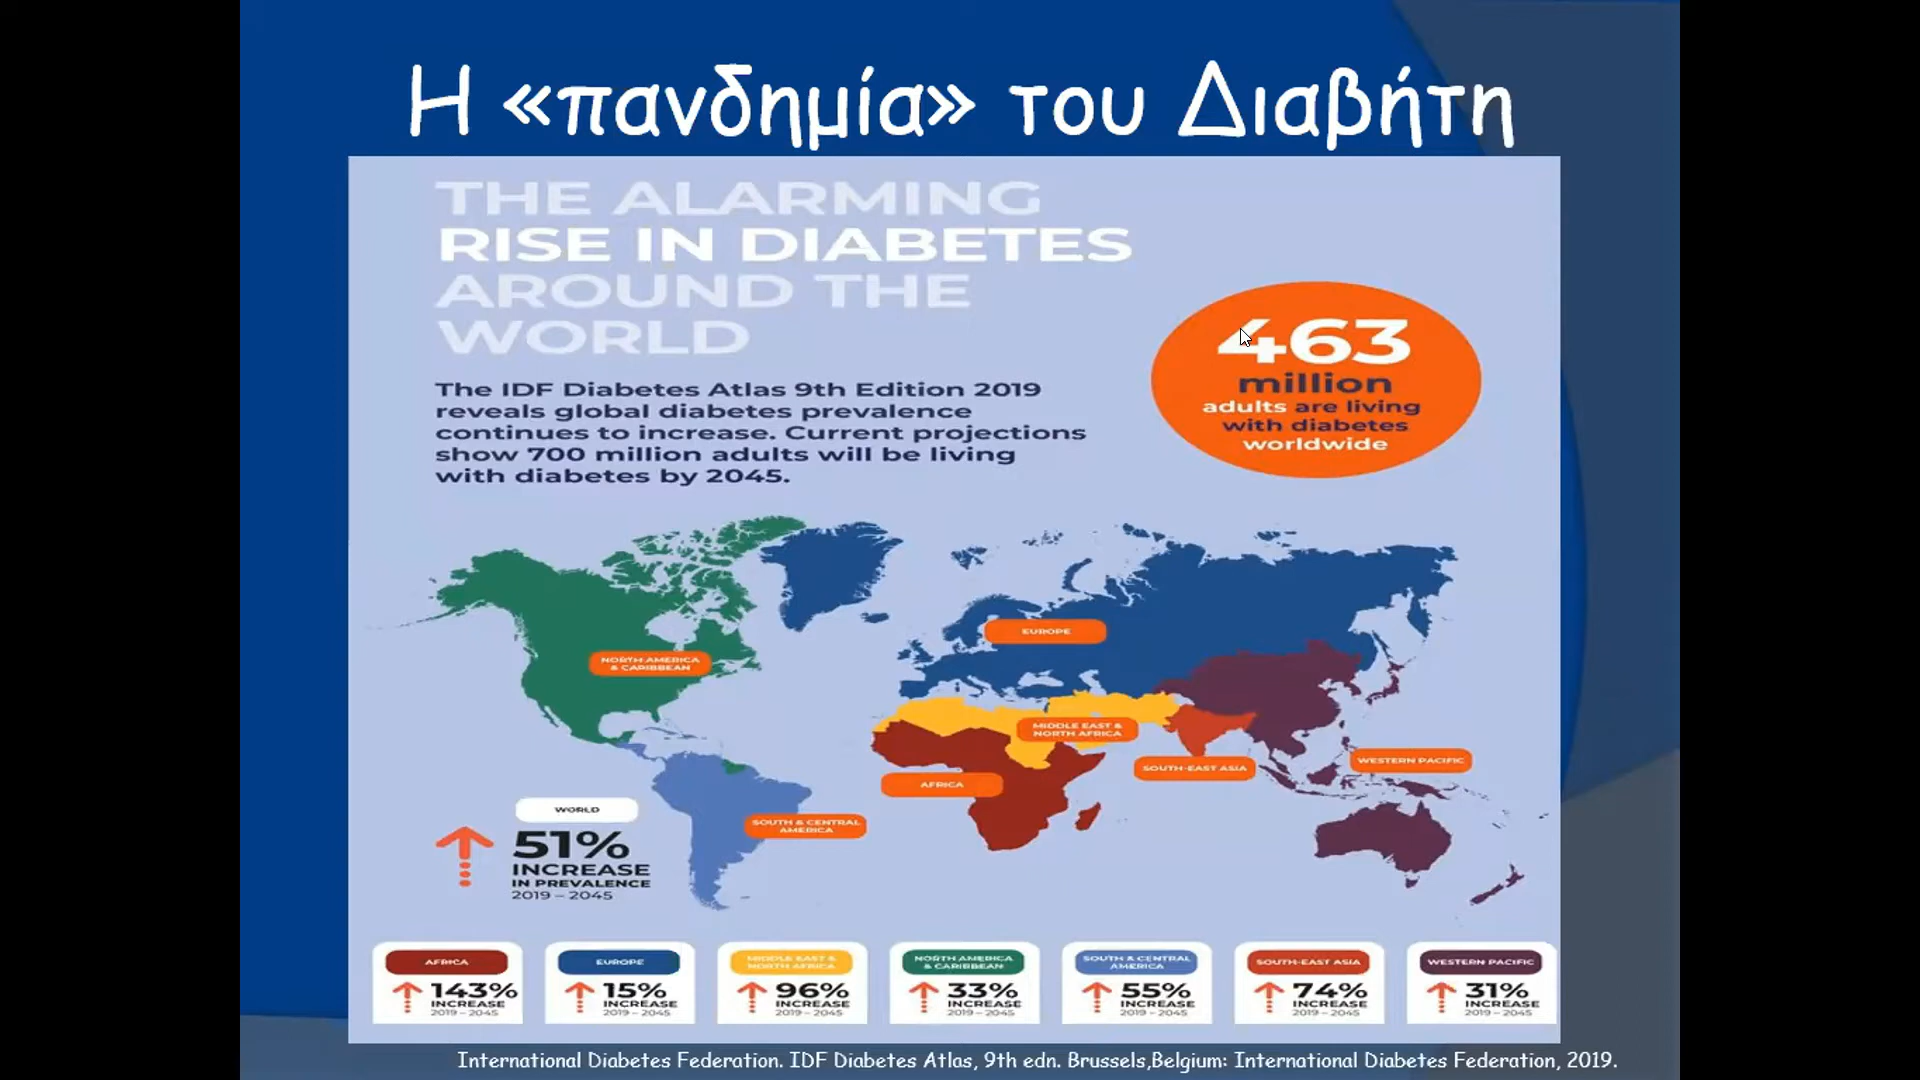 Η «πανδημία» του Διαβήτη
THE ALARMING
RISE IN DIABETES
AROUND THE
WORLD
The IDF Diabetes Atlas 9th Edition 2019
reveals global diabetes prevalence
continues to increase. Current projections
show 700 million adults will be living
with diabetes by 2045.
463
million
adults are living
with diabetes
worldwide
EUROPE
NORTH AMERICA
& CARIBBEAN
MIDDLE EAST &
NORTH AFRICA
SOUTH-EAST ASIA
WESTERN PACIFIC
AFRICA
SOUTH & CENTRAL
AMERICA
WORLD
51%
INCREASE
IN PREVALENCE
2019 – 2045
AFRICA
143%
INCREASE
2019 – 2045
EUROPE
15%
INCREASE
2019 – 2045
MIDDLE EAST &
NORTH AFRICA
96%
INCREASE
2019 – 2045
NORTH AMERICA
& CARIBBEAN
33%
INCREASE
2019 – 2045
SOUTH & CENTRAL
AMERICA
55%
INCREASE
2019 – 2045
SOUTH-EAST ASIA
74%
INCREASE
2019 – 2045
WESTERN PACIFIC
31%
INCREASE
2019 – 2045
International Diabetes Federation. IDF Diabetes Atlas, 9th edn. Brussels,Belgium: International Diabetes Federation, 2019.